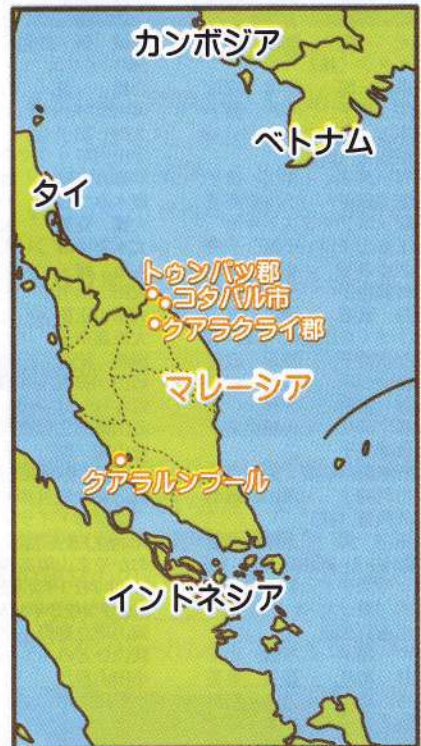 カンボジア
ベトナム
タイ
トゥンパッ郡
コタバル市
クアラクライ郡
マレーシア
クアラルンプール
インドネシア